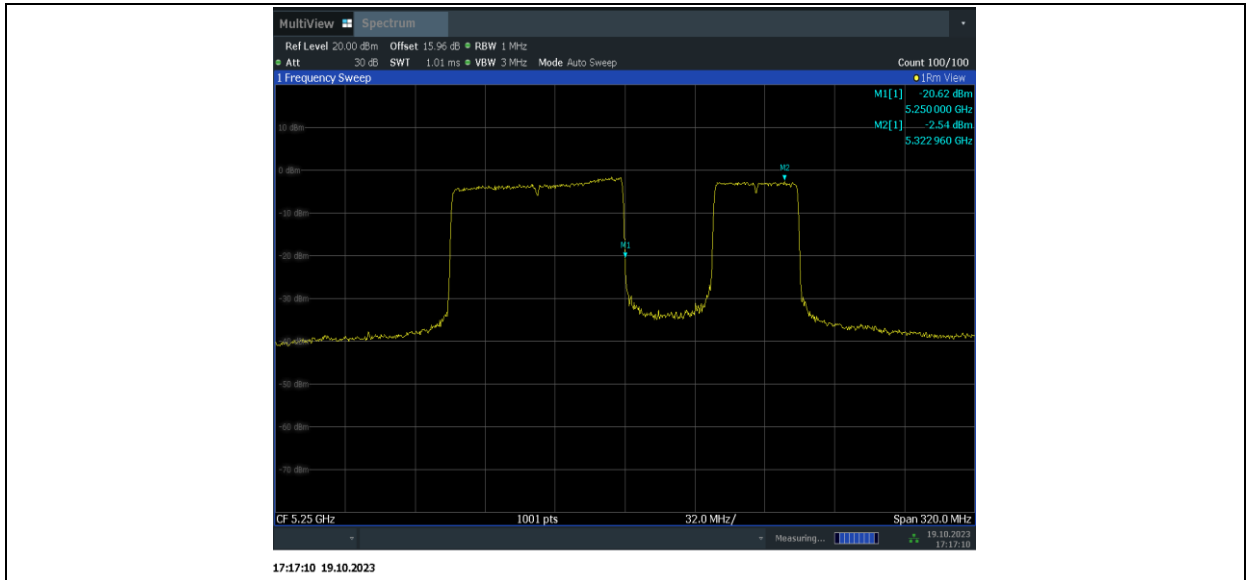 MultiView Spectrum
Ref Level 20.00 dBm Offset 15.96 dB RBW 1 MHz
Att 30 dB SWT 1.01 ms VBW 3 MHz Mode Auto Sweep Count 100/100
1 Frequency Sweep 1Rm View
M1[1] -20.62 dBm
5.250 000 GHz
M2[1] -2.54 dBm
5.322 960 GHz
10 dBm
0 dBm
M2
-10 dBm
M1
-20 dBm
-30 dBm
-40 dBm
-50 dBm
-60 dBm
-70 dBm
CF 5.25 GHz 1001 pts 32.0 MHz/ Span 320.0 MHz
Measuring... 19.10.2023
17:17:10
17:17:10 19.10.2023